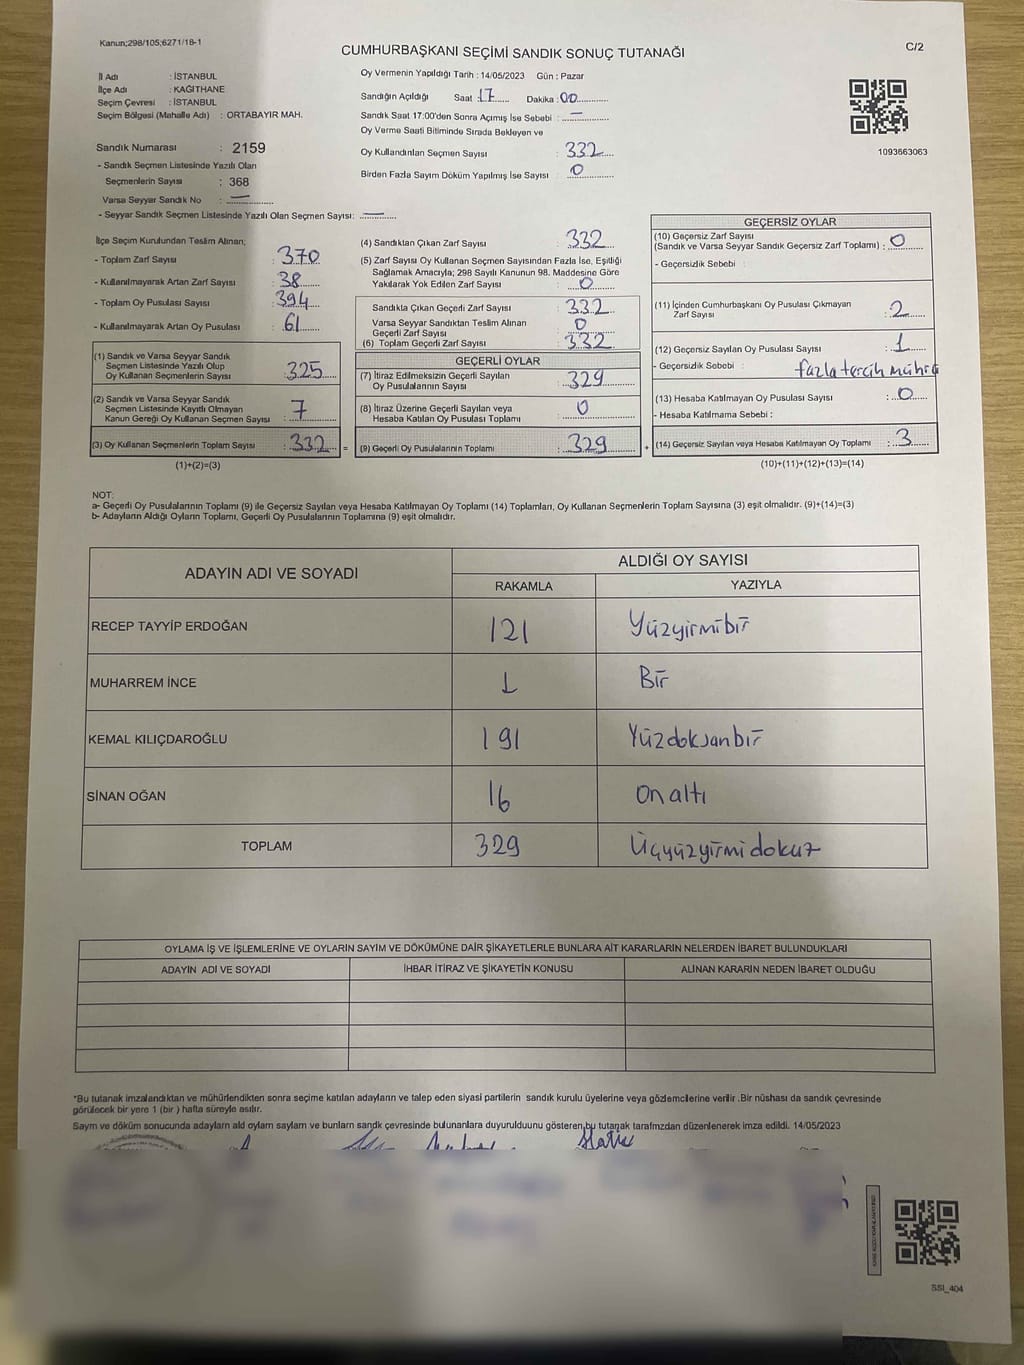 Kanun;298/105;6271/18-1
CUMHURBAŞKANI SEÇİMİ SANDIK SONUÇ TUTANAĞI
C/2
İl Adı : İSTANBUL
İlçe Adı : KAĞITHANE
Seçim Çevresi : İSTANBUL
Seçim Bölgesi (Mahalle Adı) : ORTABAYIR MAH.
Sandık Numarası : 2159
- Sandık Seçmen Listesinde Yazılı Olan
Seçmenlerin Sayısı : 368
Varsa Seyyar Sandık No : —
- Seyyar Sandık Seçmen Listesinde Yazılı Olan Seçmen Sayısı: —
Oy Vermenin Yapıldığı Tarih : 14/05/2023 Gün : Pazar
Sandığın Açıldığı Saat : 17 Dakika : 00
Sandık Saat 17:00'den Sonra Açımış İse Sebebi : —
Oy Verme Saati Bitiminde Sırada Bekleyen ve
Oy Kullandırılan Seçmen Sayısı : 332
Birden Fazla Sayım Döküm Yapılmış İse Sayısı : 0
1093663063
İlçe Seçim Kurulundan Teslim Alınan;
- Toplam Zarf Sayısı : 370
- Kullanılmayarak Artan Zarf Sayısı : 38
- Toplam Oy Pusulası Sayısı : 394
- Kullanılmayarak Artan Oy Pusulası : 61
(1) Sandık ve Varsa Seyyar Sandık
Seçmen Listesinde Yazılı Olup
Oy Kullanan Seçmenlerin Sayısı : 325
(2) Sandık ve Varsa Seyyar Sandık
Seçmen Listesinde Kayıtlı Olmayan
Kanun Gereği Oy Kullanan Seçmen Sayısı : 7
(3) Oy Kullanan Seçmenlerin Toplam Sayısı : 332 =
(1)+(2)=(3)
(4) Sandıktan Çıkan Zarf Sayısı : 332
(5) Zarf Sayısı Oy Kullanan Seçmen Sayısından Fazla İse, Eşitliği
Sağlamak Amacıyla; 298 Sayılı Kanunun 98. Maddesine Göre
Yakılarak Yok Edilen Zarf Sayısı : 0
Sandıkta Çıkan Geçerli Zarf Sayısı : 332
Varsa Seyyar Sandıktan Teslim Alınan
Geçerli Zarf Sayısı : 0
(6) Toplam Geçerli Zarf Sayısı : 332
GEÇERLİ OYLAR
(7) İtiraz Edilmeksizin Geçerli Sayılan
Oy Pusulalarının Sayısı : 329
(8) İtiraz Üzerine Geçerli Sayılan veya
Hesaba Katılan Oy Pusulası Toplamı : 0
(9) Geçerli Oy Pusulalarının Toplamı : 329 +
GEÇERSİZ OYLAR
(10) Geçersiz Zarf Sayısı
(Sandık ve Varsa Seyyar Sandık Geçersiz Zarf Toplamı) : 0
- Geçersizlik Sebebi :
(11) İçinden Cumhurbaşkanı Oy Pusulası Çıkmayan
Zarf Sayısı : 2
(12) Geçersiz Sayılan Oy Pusulası Sayısı : 1
- Geçersizlik Sebebi : fazla tercih mührü
(13) Hesaba Katılmayan Oy Pusulası Sayısı : 0
- Hesaba Katılmama Sebebi :
(14) Geçersiz Sayılan veya Hesaba Katılmayan Oy Toplamı : 3
(10)+(11)+(12)+(13)=(14)
NOT:
a- Geçerli Oy Pusulalarının Toplamı (9) ile Geçersiz Sayılan veya Hesaba Katılmayan Oy Toplamı (14) Toplamları, Oy Kullanan Seçmenlerin Toplam Sayısına (3) eşit olmalıdır. (9)+(14)=(3)
b- Adayların Aldığı Oyların Toplamı, Geçerli Oy Pusulalarının Toplamına (9) eşit olmalıdır.
ADAYIN ADI VE SOYADI
ALDIĞI OY SAYISI
RAKAMLA YAZIYLA
RECEP TAYYİP ERDOĞAN 121 Yüzyirmibir
MUHARREM İNCE 1 Bir
KEMAL KILIÇDAROĞLU 191 Yüzdoksanbir
SİNAN OĞAN 16 onaltı
TOPLAM 329 Üçyüzyirmidokuz
OYLAMA İŞ VE İŞLEMLERİNE VE OYLARIN SAYIM VE DÖKÜMÜNE DAİR ŞİKAYETLERLE BUNLARA AİT KARARLARIN NELERDEN İBARET BULUNDUKLARI
ADAYIN ADI VE SOYADI İHBAR İTİRAZ VE ŞİKAYETİN KONUSU ALINAN KARARIN NEDEN İBARET OLDUĞU
*Bu tutanak imzalandıktan ve mühürlendikten sonra seçime katılan adayların ve talep eden siyasi partilerin sandık kurulu üyelerine veya gözlemcilerine verilir .Bir nüshası da sandık çevresinde
görülecek bir yere 1 (bir ) hafta süreyle asılır.
Sayım ve döküm sonucunda adayların aldı oyların sayıları ve bunların sandık çevresinde bulunanlara duyurulduunu gösteren,bu tutanak tarafımızdan düzenlenerek imza edildi. 14/05/2023
SSI_404